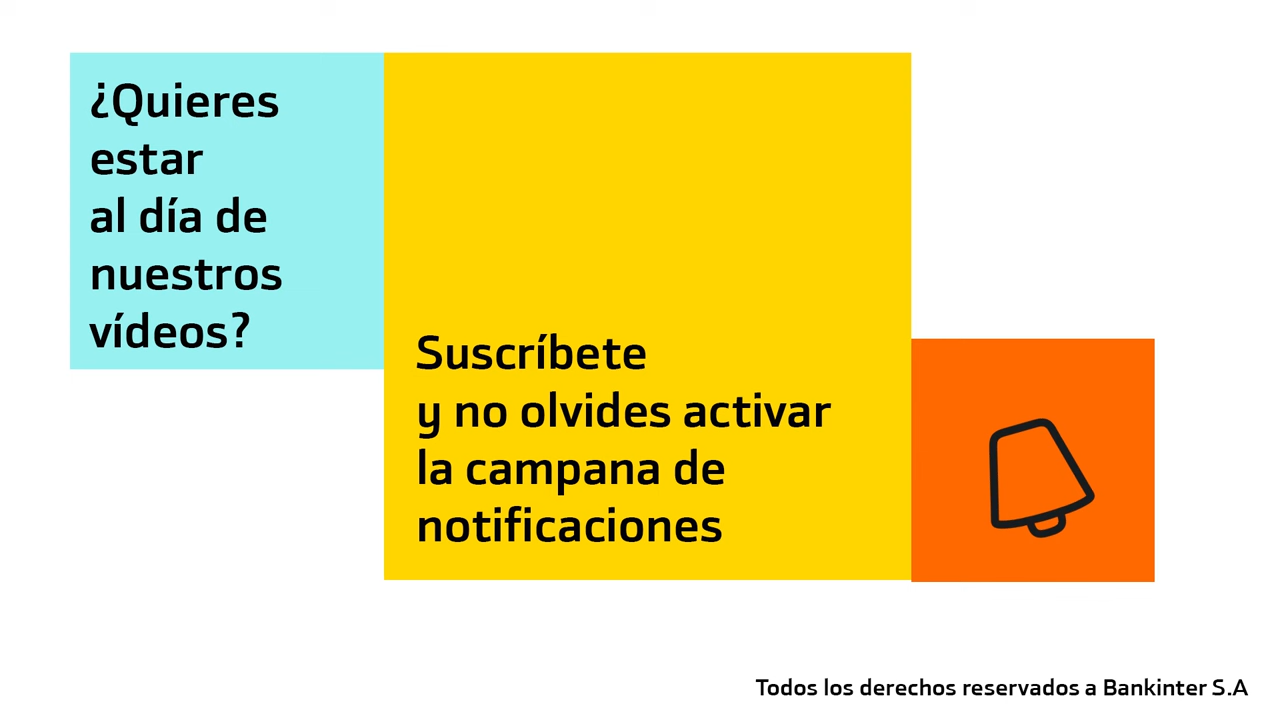 ¿Quieres
estar
al día de
nuestros
vídeos?
Suscríbete
y no olvides activar
la campana de
notificaciones
Todos los derechos reservados a Bankinter S.A